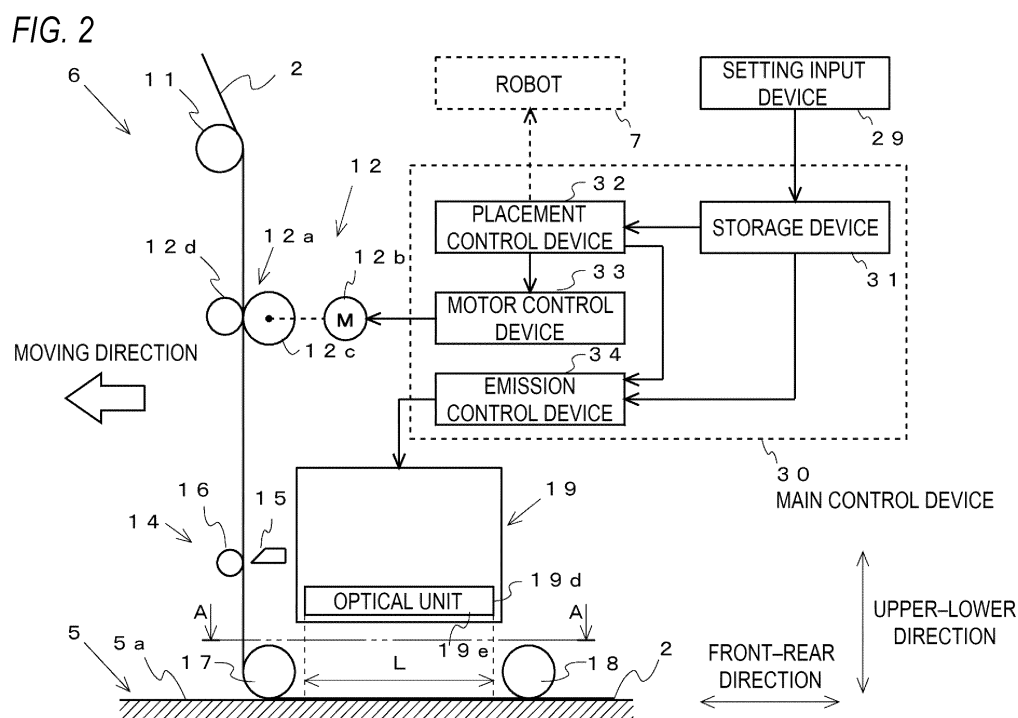 FIG. 2
6
11
2
ROBOT
7
SETTING INPUT
DEVICE
29
12
32
PLACEMENT
CONTROL DEVICE
STORAGE DEVICE
31
12d
12a
12b
33
M
MOTOR CONTROL
DEVICE
12c
MOVING DIRECTION
34
EMISSION
CONTROL DEVICE
30
MAIN CONTROL DEVICE
16
15
14
19
OPTICAL UNIT
19d
A
A
19e
UPPER–LOWER
DIRECTION
5
5a
17
L
18
2
FRONT–REAR
DIRECTION